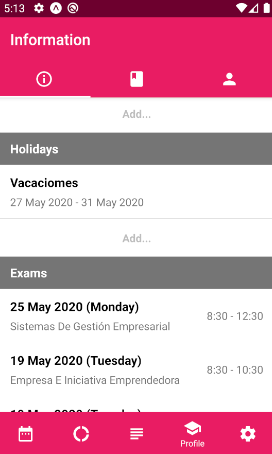 5:13
Information
Add...
Holidays
Vacaciomes
27 May 2020 - 31 May 2020
Add...
Exams
25 May 2020 (Monday)
Sistemas De Gestión Empresarial
8:30 - 12:30
19 May 2020 (Tuesday)
Empresa E Iniciativa Emprendedora
8:30 - 10:30
Profile